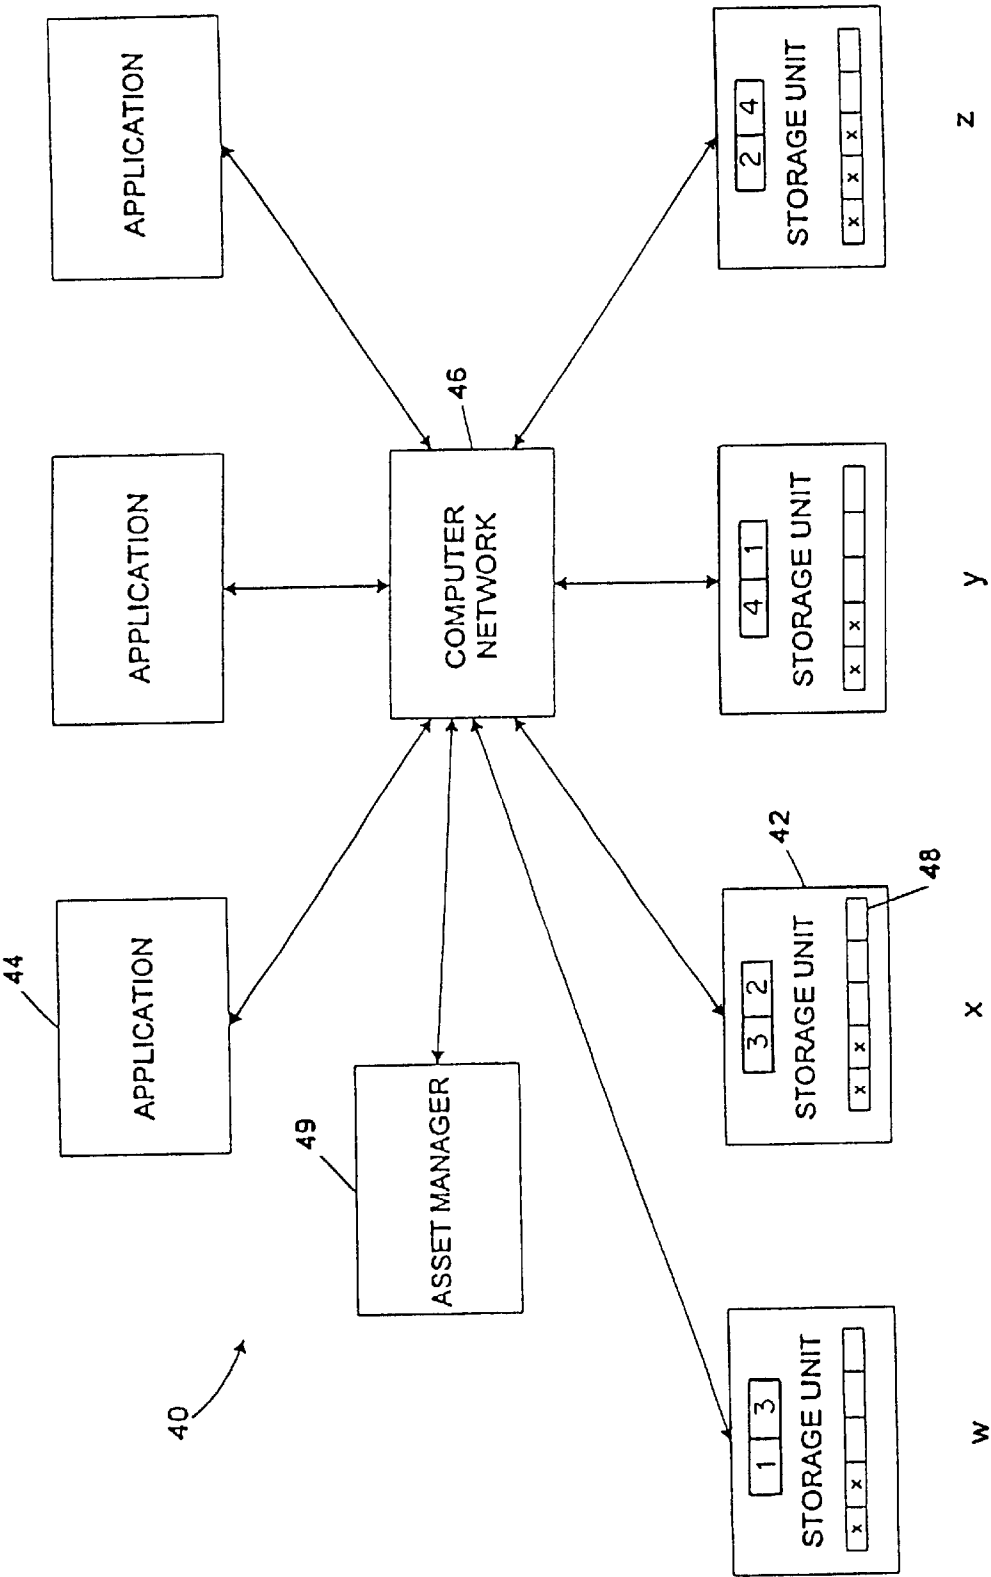 44
APPLICATION
APPLICATION
APPLICATION
40
49
ASSET MANAGER
COMPUTER
NETWORK
46
1 3
STORAGE UNIT
x x
w
3 2
STORAGE UNIT
x x
42
48
x
4 1
STORAGE UNIT
x x
y
2 4
STORAGE UNIT
x x x
z